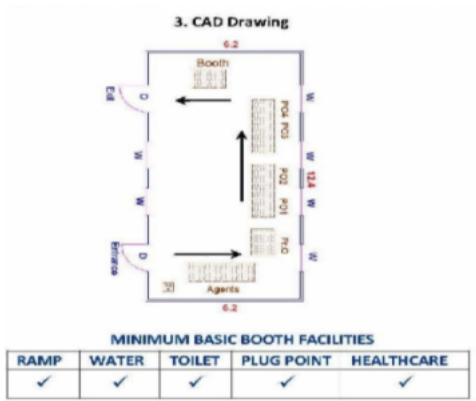 3. CAD Drawing
6.2
Booth
Exit
D
W
PO4
PO3
W
W
12.4
PO2
W
PO1
W
Entrance
D
W
Agents
6.2
MINIMUM BASIC BOOTH FACILITIES
RAMP WATER TOILET PLUG POINT HEALTHCARE
✓ ✓ ✓ ✓ ✓